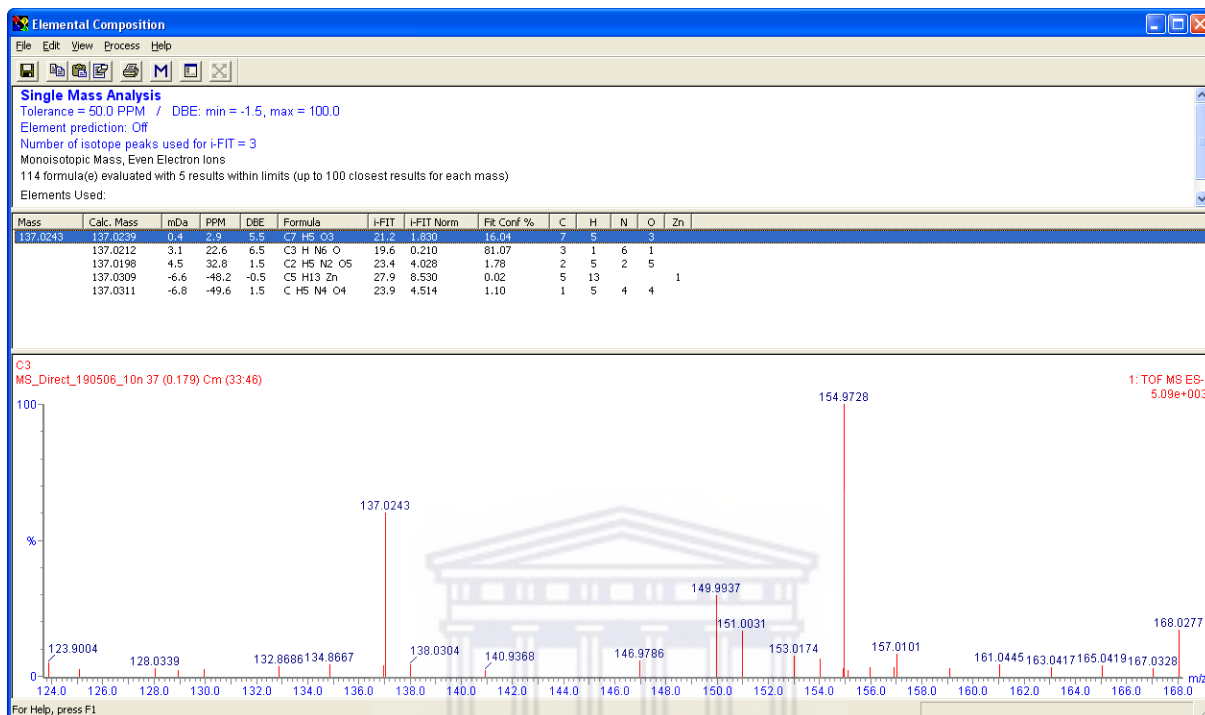 Elemental Composition
File Edit View Process Help
M
Single Mass Analysis
Tolerance = 50.0 PPM / DBE: min = -1.5, max = 100.0
Element prediction: Off
Number of isotope peaks used for i-FIT = 3
Monoisotopic Mass, Even Electron Ions
114 formula(e) evaluated with 5 results within limits (up to 100 closest results for each mass)
Elements Used:
Mass Calc. Mass mDa PPM DBE Formula i-FIT i-FIT Norm Fit Conf % C H N O Zn
137.0243 137.0239 0.4 2.9 5.5 C7 H5 O3 21.2 1.830 16.04 7 5 3
137.0212 3.1 22.6 6.5 C3 H N6 O 19.6 0.210 81.07 3 1 6 1
137.0198 4.5 32.8 1.5 C2 H5 N2 O5 23.4 4.028 1.78 2 5 2 5
137.0309 -6.6 -48.2 -0.5 C5 H13 Zn 27.9 8.530 0.02 5 13 1
137.0311 -6.8 -49.6 1.5 C H5 N4 O4 23.9 4.514 1.10 1 5 4 4
C3
MS_Direct_190506_10n 37 (0.179) Cm (33:46)
1: TOF MS ES-
5.09e+003
100
154.9728
137.0243
%
149.9937
151.0031
168.0277
123.9004
128.0339
132.8686
134.8667
138.0304
140.9368
146.9786
153.0174
157.0101
161.0445
163.0417
165.0419
167.0328
0
m/z
124.0 126.0 128.0 130.0 132.0 134.0 136.0 138.0 140.0 142.0 144.0 146.0 148.0 150.0 152.0 154.0 156.0 158.0 160.0 162.0 164.0 166.0 168.0
For Help, press F1